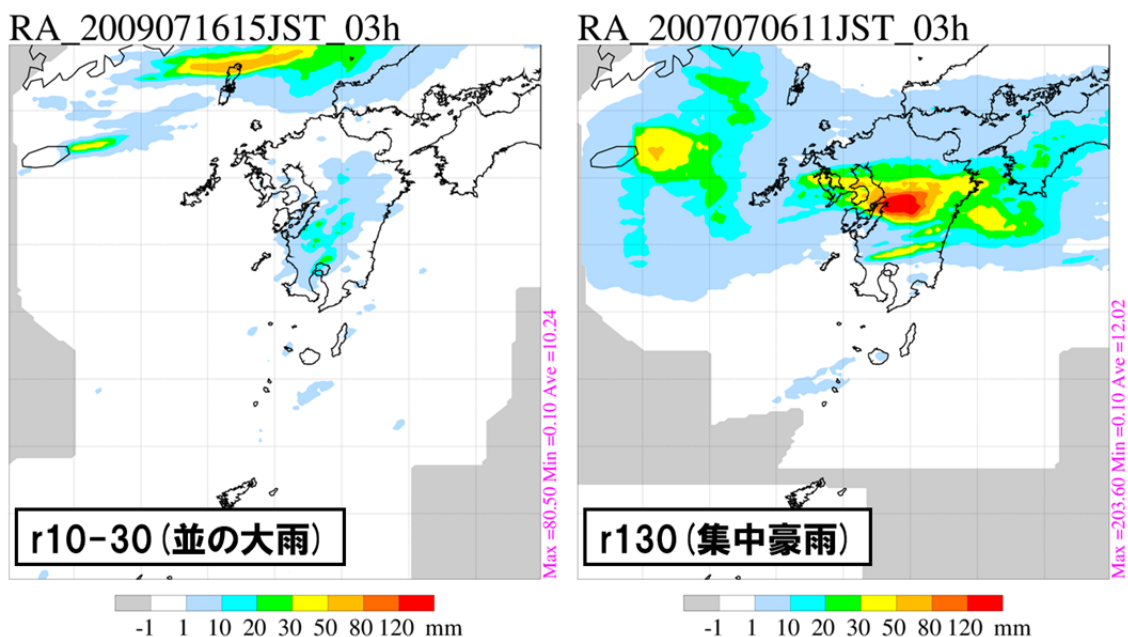 RA_2009071615JST_03h
Max =80.50 Min =0.10 Ave =10.24
r10-30(並の大雨)
-1 1 10 20 30 50 80 120 mm
RA_2007070611JST_03h
Max =203.60 Min =0.10 Ave =12.02
r130(集中豪雨)
-1 1 10 20 30 50 80 120 mm